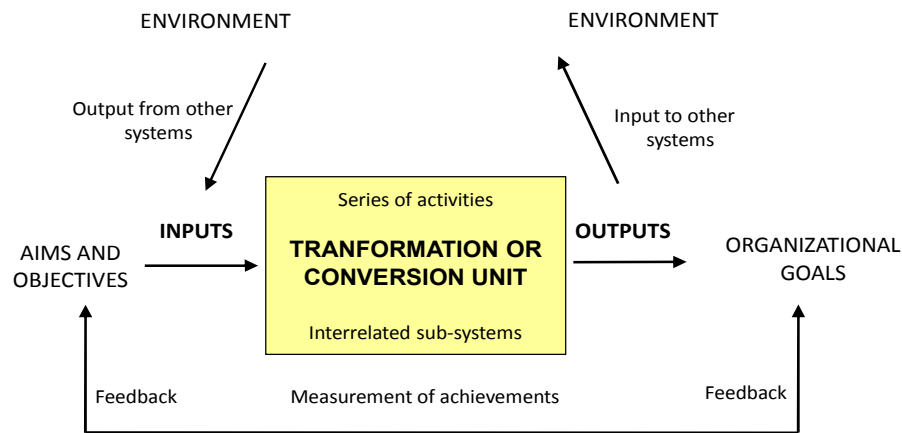 ENVIRONMENT
ENVIRONMENT
Output from other
systems
Input to other
systems
Series of activities
INPUTS
OUTPUTS
TRANFORMATION OR
CONVERSION UNIT
AIMS AND
OBJECTIVES
ORGANIZATIONAL
GOALS
Interrelated sub-systems
Feedback
Measurement of achievements
Feedback